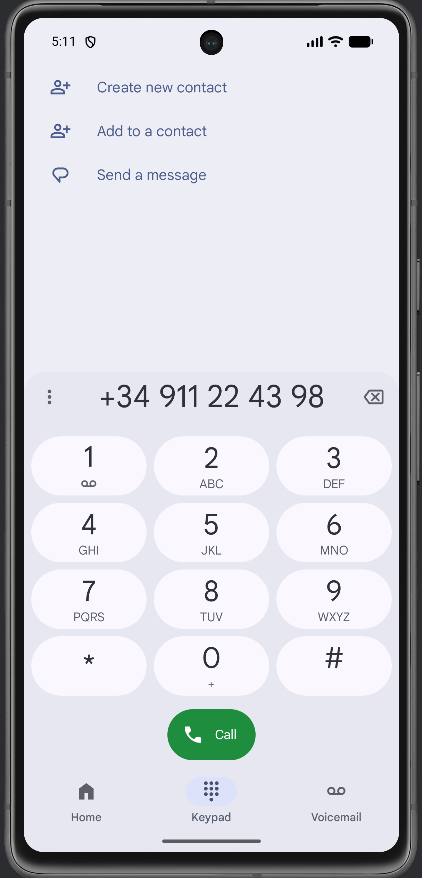 5:11
Create new contact
Add to a contact
Send a message
+34 911 22 43 98
1 2 3
ABC DEF
4 5 6
GHI JKL MNO
7 8 9
PQRS TUV WXYZ
* 0 #
+
Call
Home Keypad Voicemail